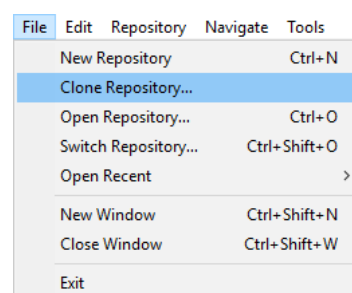 File Edit Repository Navigate Tools
New Repository Ctrl+N
Clone Repository...
Open Repository... Ctrl+O
Switch Repository... Ctrl+Shift+O
Open Recent >
New Window Ctrl+Shift+N
Close Window Ctrl+Shift+W
Exit